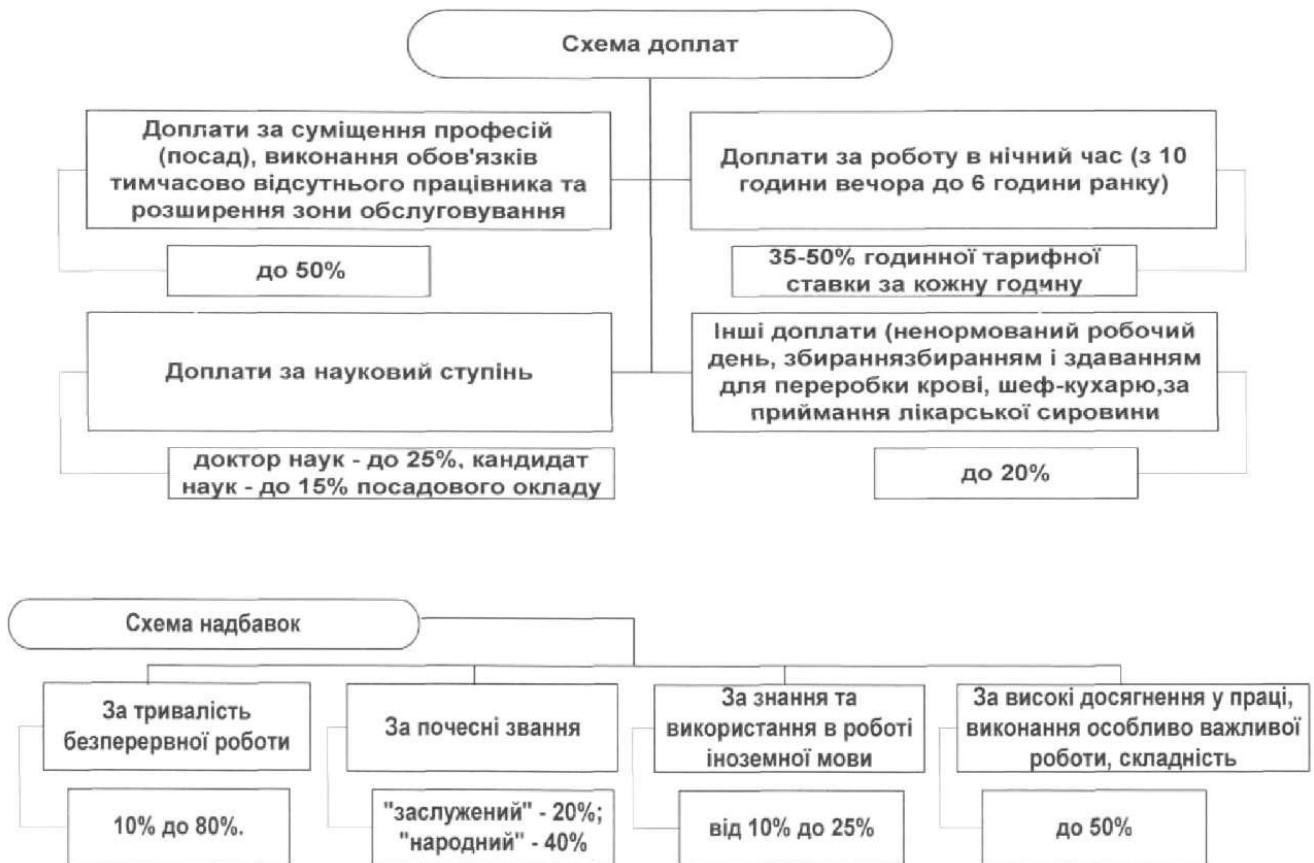 Схема доплат
Доплати за суміщення професій
(посад), виконання обов'язків
тимчасово відсутнього працівника та
розширення зони обслуговування
до 50%
Доплати за роботу в нічний час (з 10
години вечора до 6 години ранку)
35-50% годинної тарифної
ставки за кожну годину
Доплати за науковий ступінь
доктор наук - до 25%, кандидат
наук - до 15% посадового окладу
Інші доплати (ненормований робочий
день, збираннязбиранням і здаванням
для переробки крові, шеф-кухарю,за
приймання лікарської сировини
до 20%
Схема надбавок
За тривалість
безперервної роботи
10% до 80%.
За почесні звання
"заслужений" - 20%;
"народний" - 40%
За знання та
використання в роботі
іноземної мови
від 10% до 25%
За високі досягнення у праці,
виконання особливо важливої
роботи, складність
до 50%